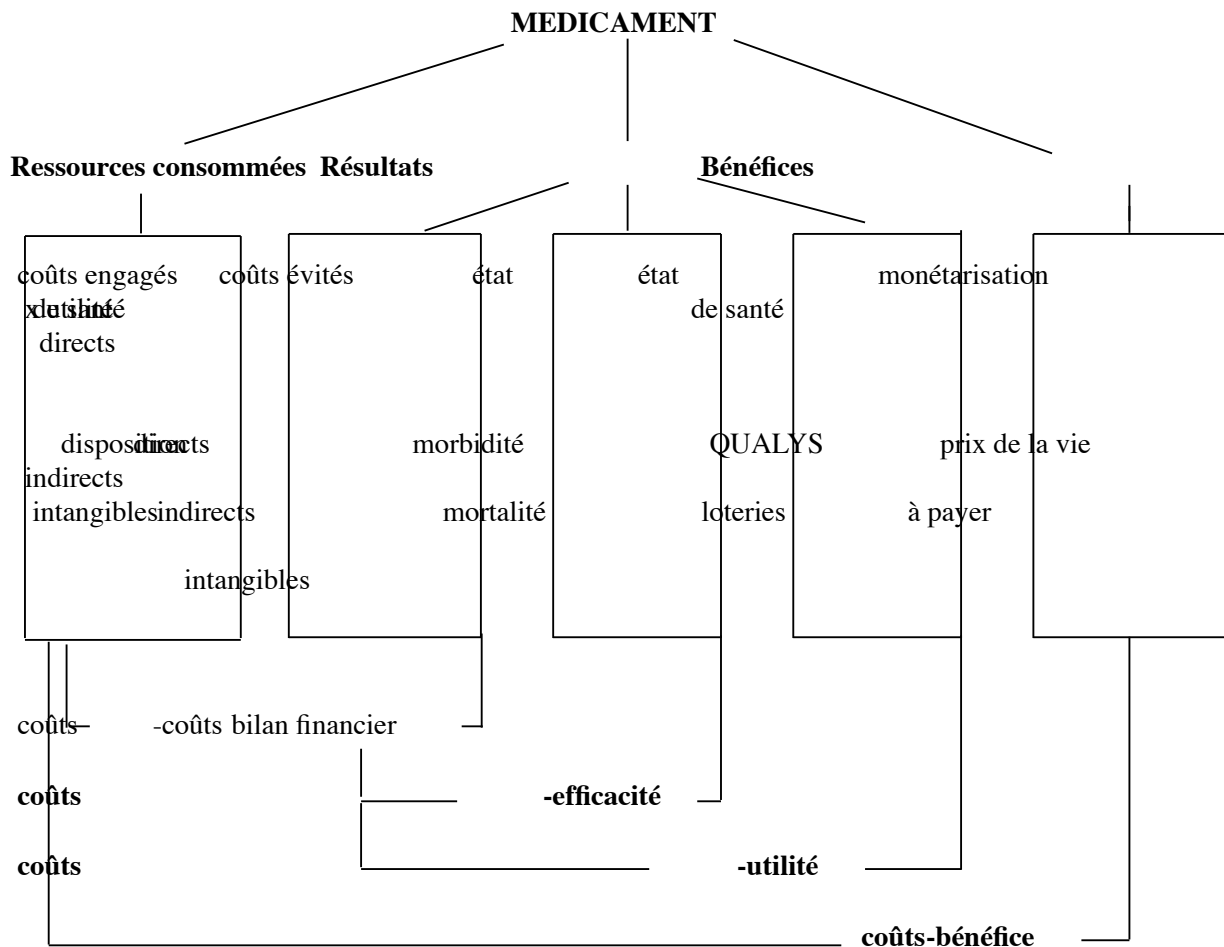 MEDICAMENT
Ressources consommées Résultats Bénéfices
coûts engagés coûts évités état état monétarisation
de santé
directs
disposition directs morbidité QUALYS prix de la vie
indirects
intangibles indirects mortalité loteries à payer
intangibles
coûts -coûts bilan financier
coûts -efficacité
coûts -utilité
coûts-bénéfice